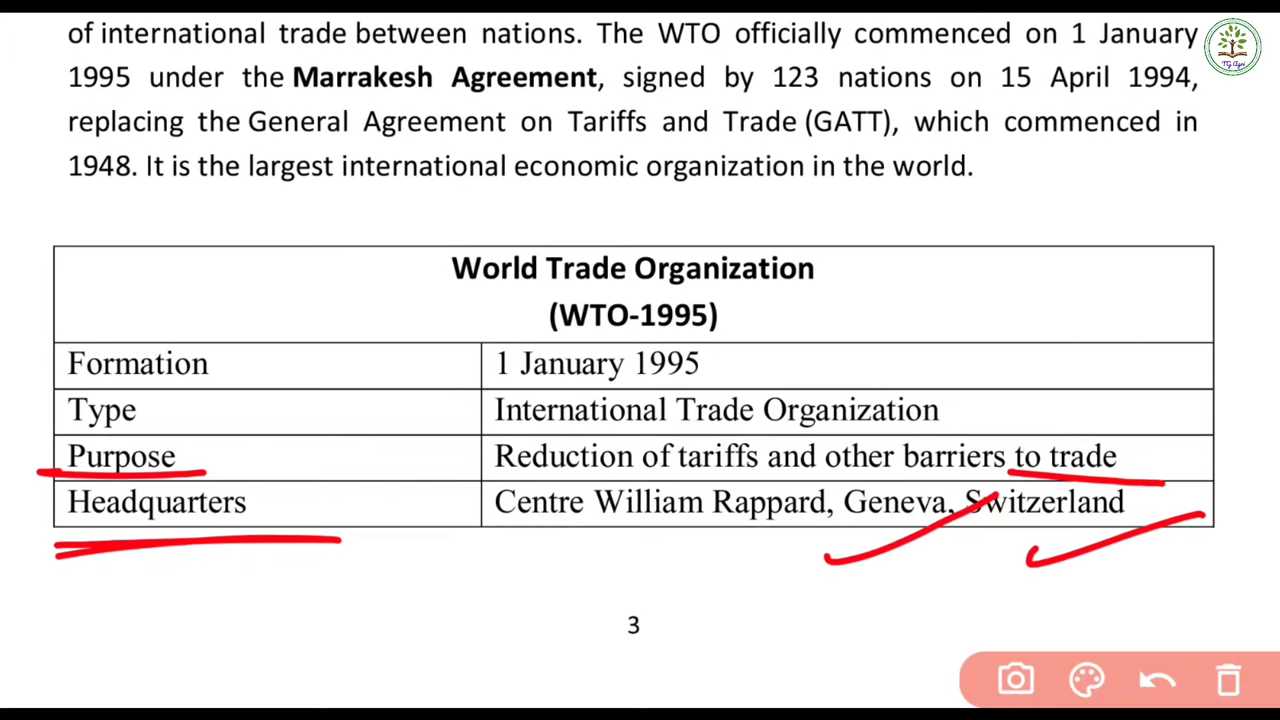 of international trade between nations. The WTO officially commenced on 1 January
1995 under the Marrakesh Agreement, signed by 123 nations on 15 April 1994,
replacing the General Agreement on Tariffs and Trade (GATT), which commenced in
1948. It is the largest international economic organization in the world.
TG Agri
World Trade Organization
(WTO-1995)
Formation 1 January 1995
Type International Trade Organization
Purpose Reduction of tariffs and other barriers to trade
Headquarters Centre William Rappard, Geneva, Switzerland
3